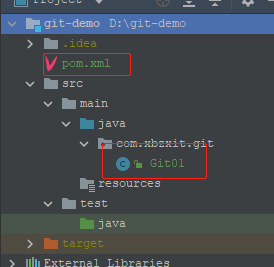 Project
git-demo D:\Git-demo
.idea
pom.xml
src
main
java
com.xbzxit.git
Git01
resources
test
java
target
External Libraries